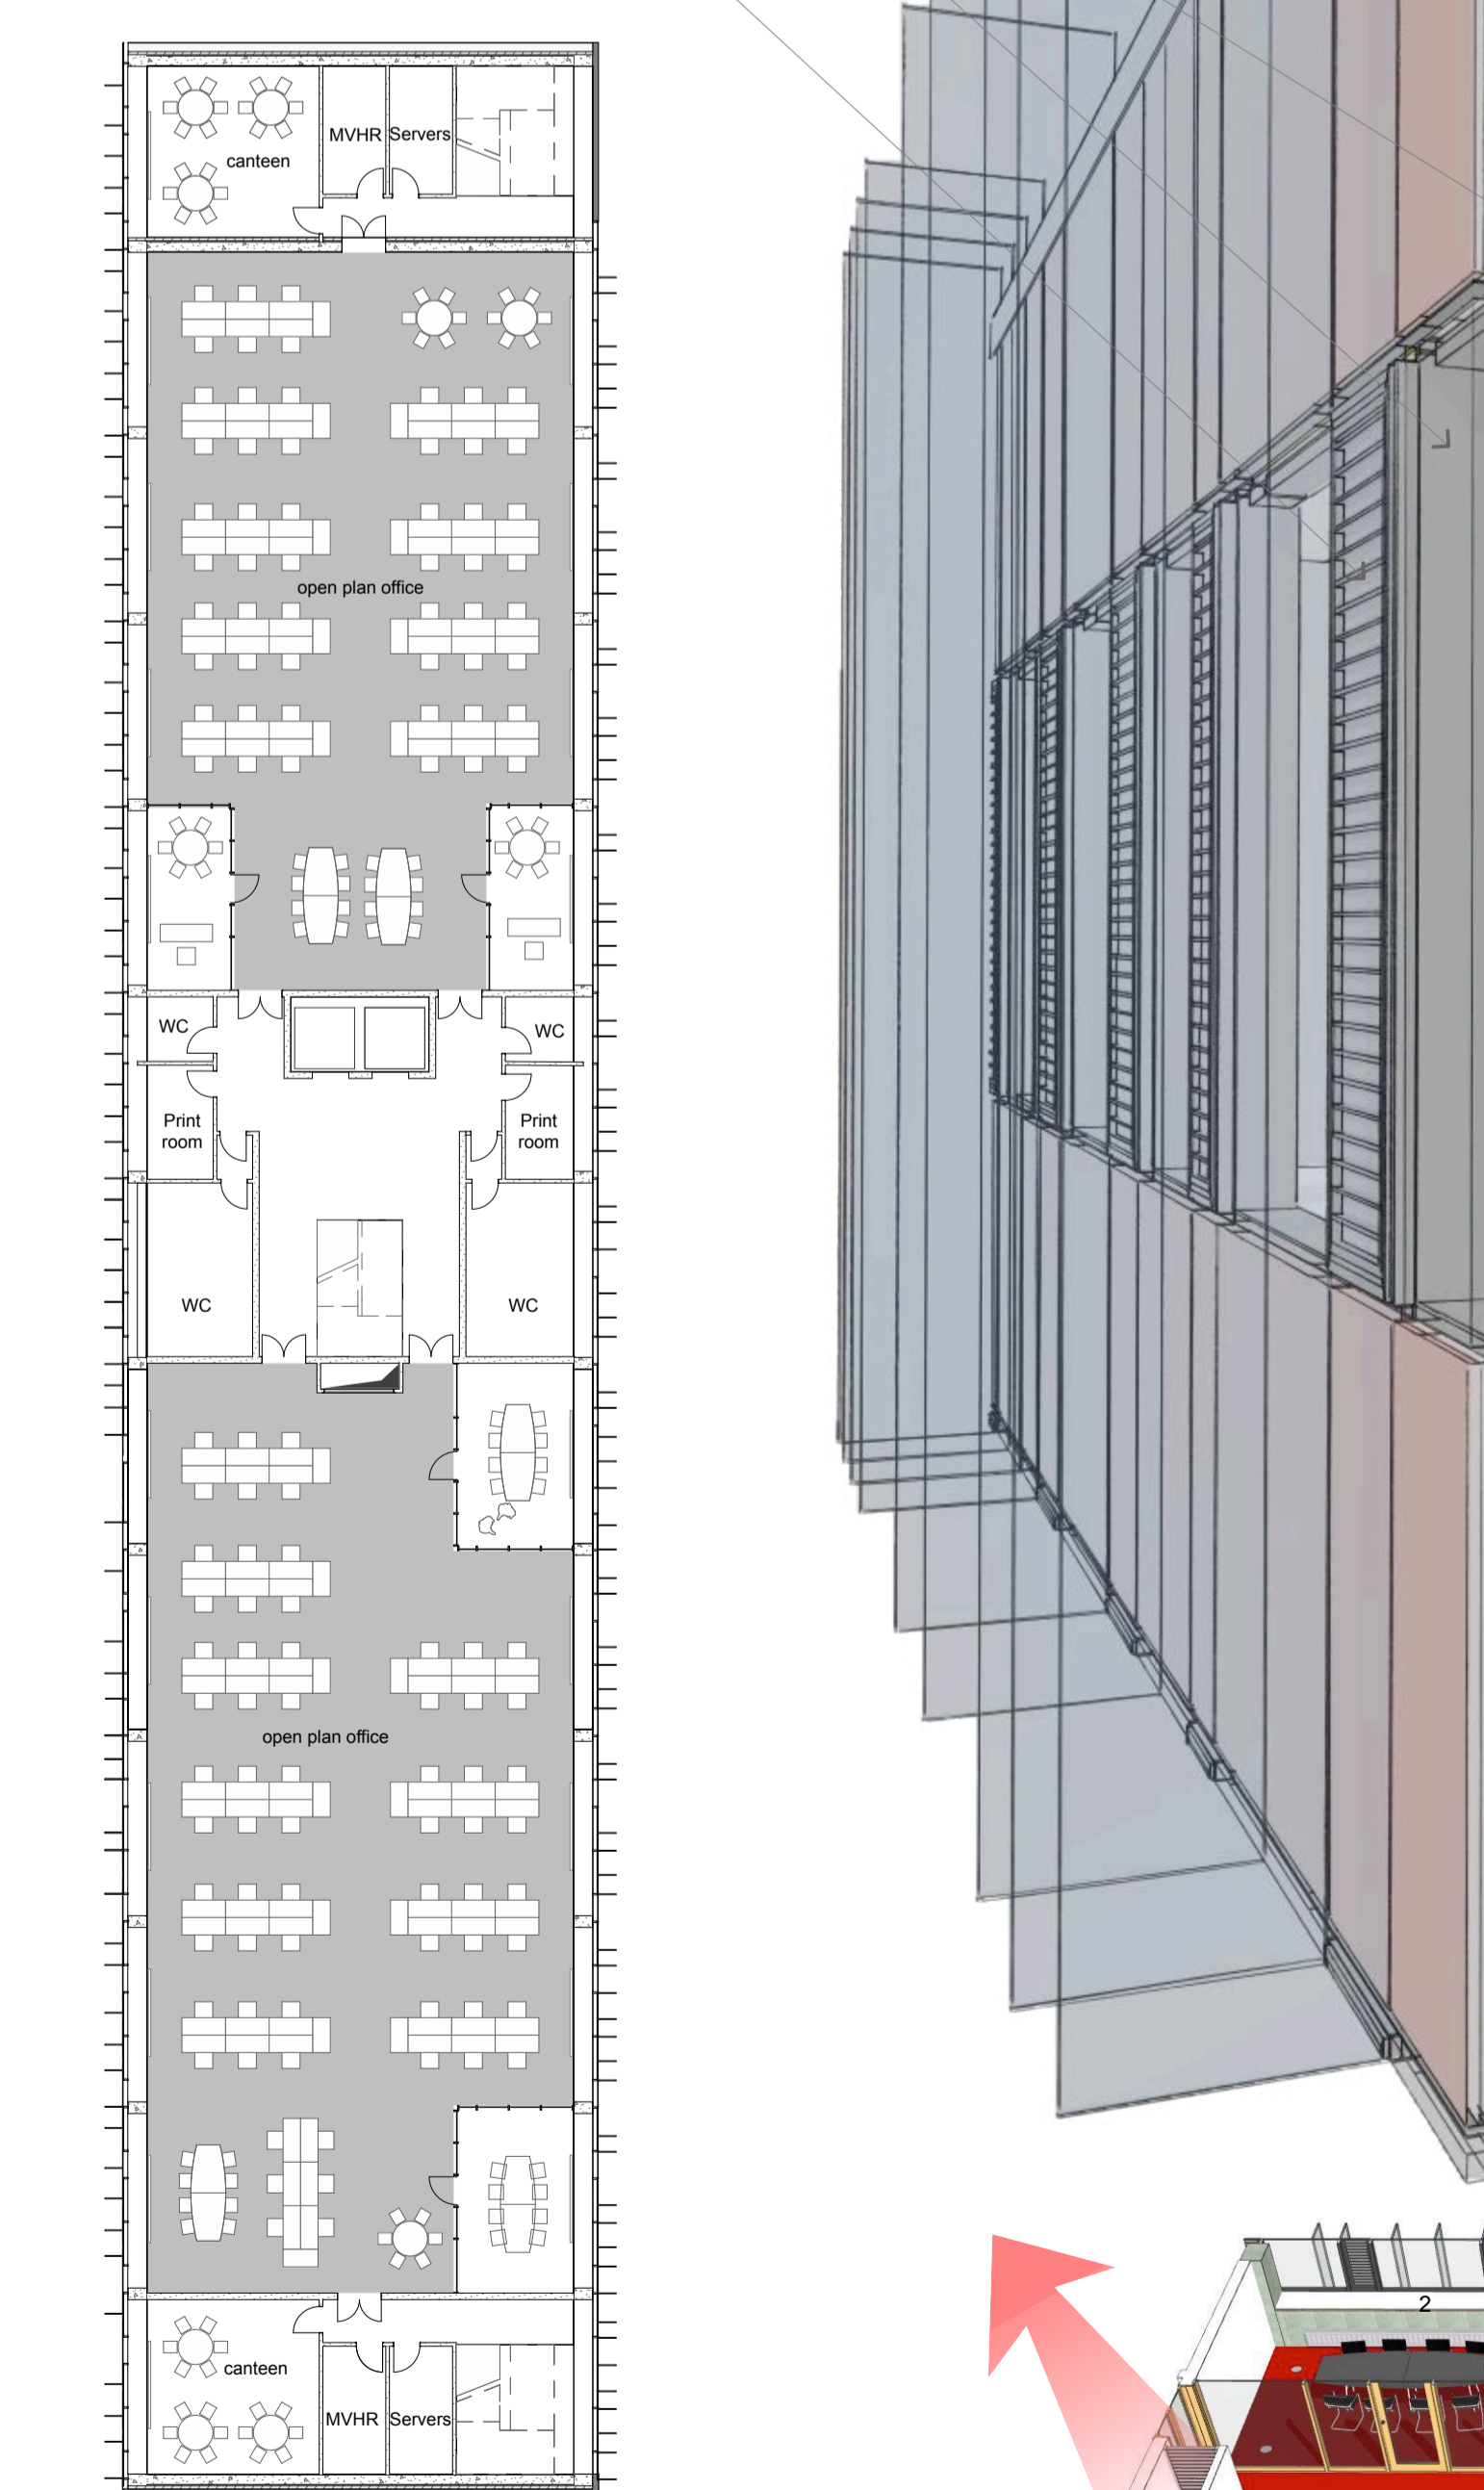 MVHR Servers
canteen
open plan office
WC
WC
Print
room
Print
room
WC
WC
open plan office
canteen
MVHR Servers
2